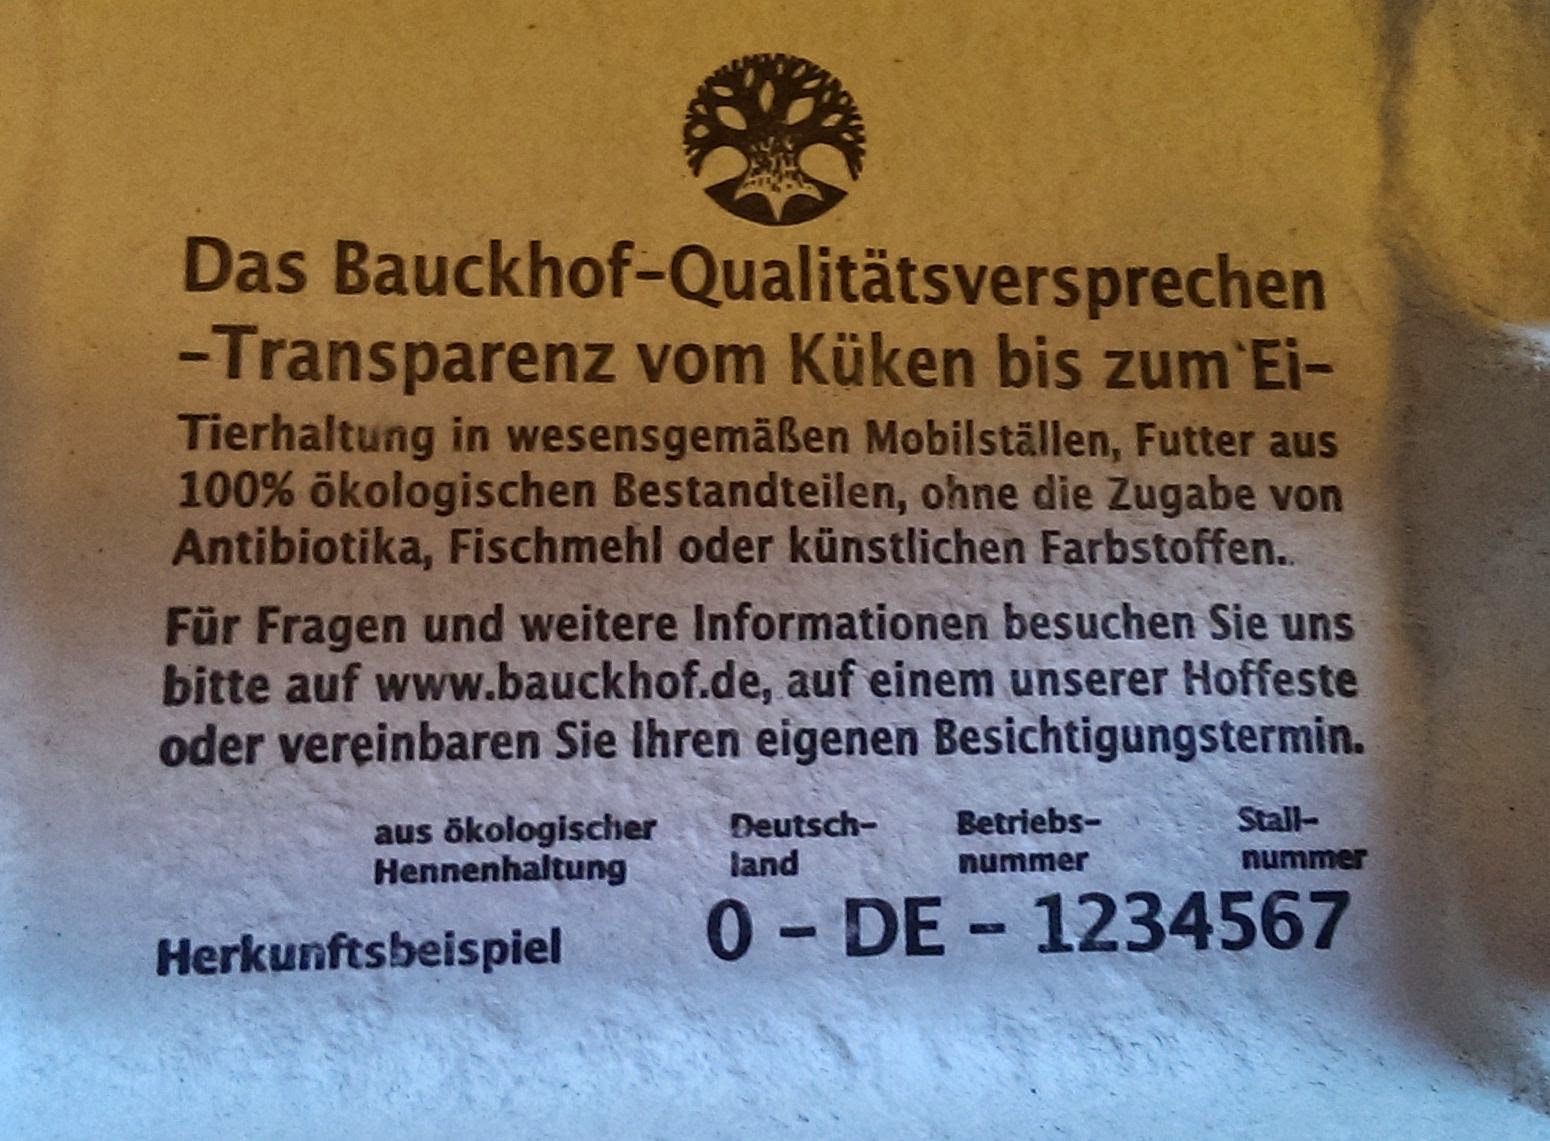 Das Bauckhof-Qualitätsversprechen
-Transparenz vom Küken bis zum Ei-
Tierhaltung in wesensgemäßen Mobilställen, Futter aus
100% ökologischen Bestandteilen, ohne die Zugabe von
Antibiotika, Fischmehl oder künstlichen Farbstoffen.
Für Fragen und weitere Informationen besuchen Sie uns
bitte auf www.bauckhof.de, auf einem unserer Hoffeste
oder vereinbaren Sie Ihren eigenen Besichtigungstermin.
aus ökologischer Deutsch- Betriebs- Stall-
Hennenhaltung land nummer nummer
Herkunftsbeispiel 0 - DE - 1234567